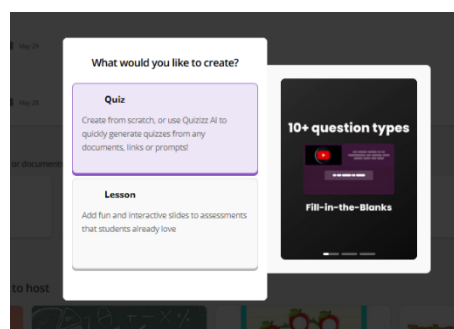 May 29
What would you like to create?
Quiz
Create from scratch, or use Quizizz AI to
quickly generate quizzes from any
documents, links or prompts!
10+ question types
Fill-in-the-Blanks
May 28
or document
Lesson
Add fun and interactive slides to assessments
that students already love
to host